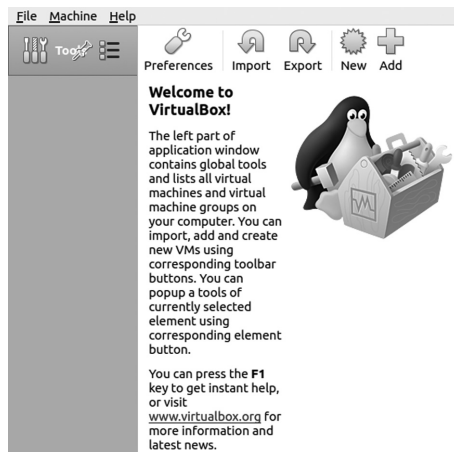 File Machine Help
Tools
Preferences Import Export New Add
Welcome to
VirtualBox!
The left part of
application window
contains global tools
and lists all virtual
machines and virtual
machine groups on
your computer. You can
import, add and create
new VMs using
corresponding toolbar
buttons. You can
popup a tools of
currently selected
element using
corresponding element
button.
You can press the F1
key to get instant help,
or visit
www.virtualbox.org for
more information and
latest news.